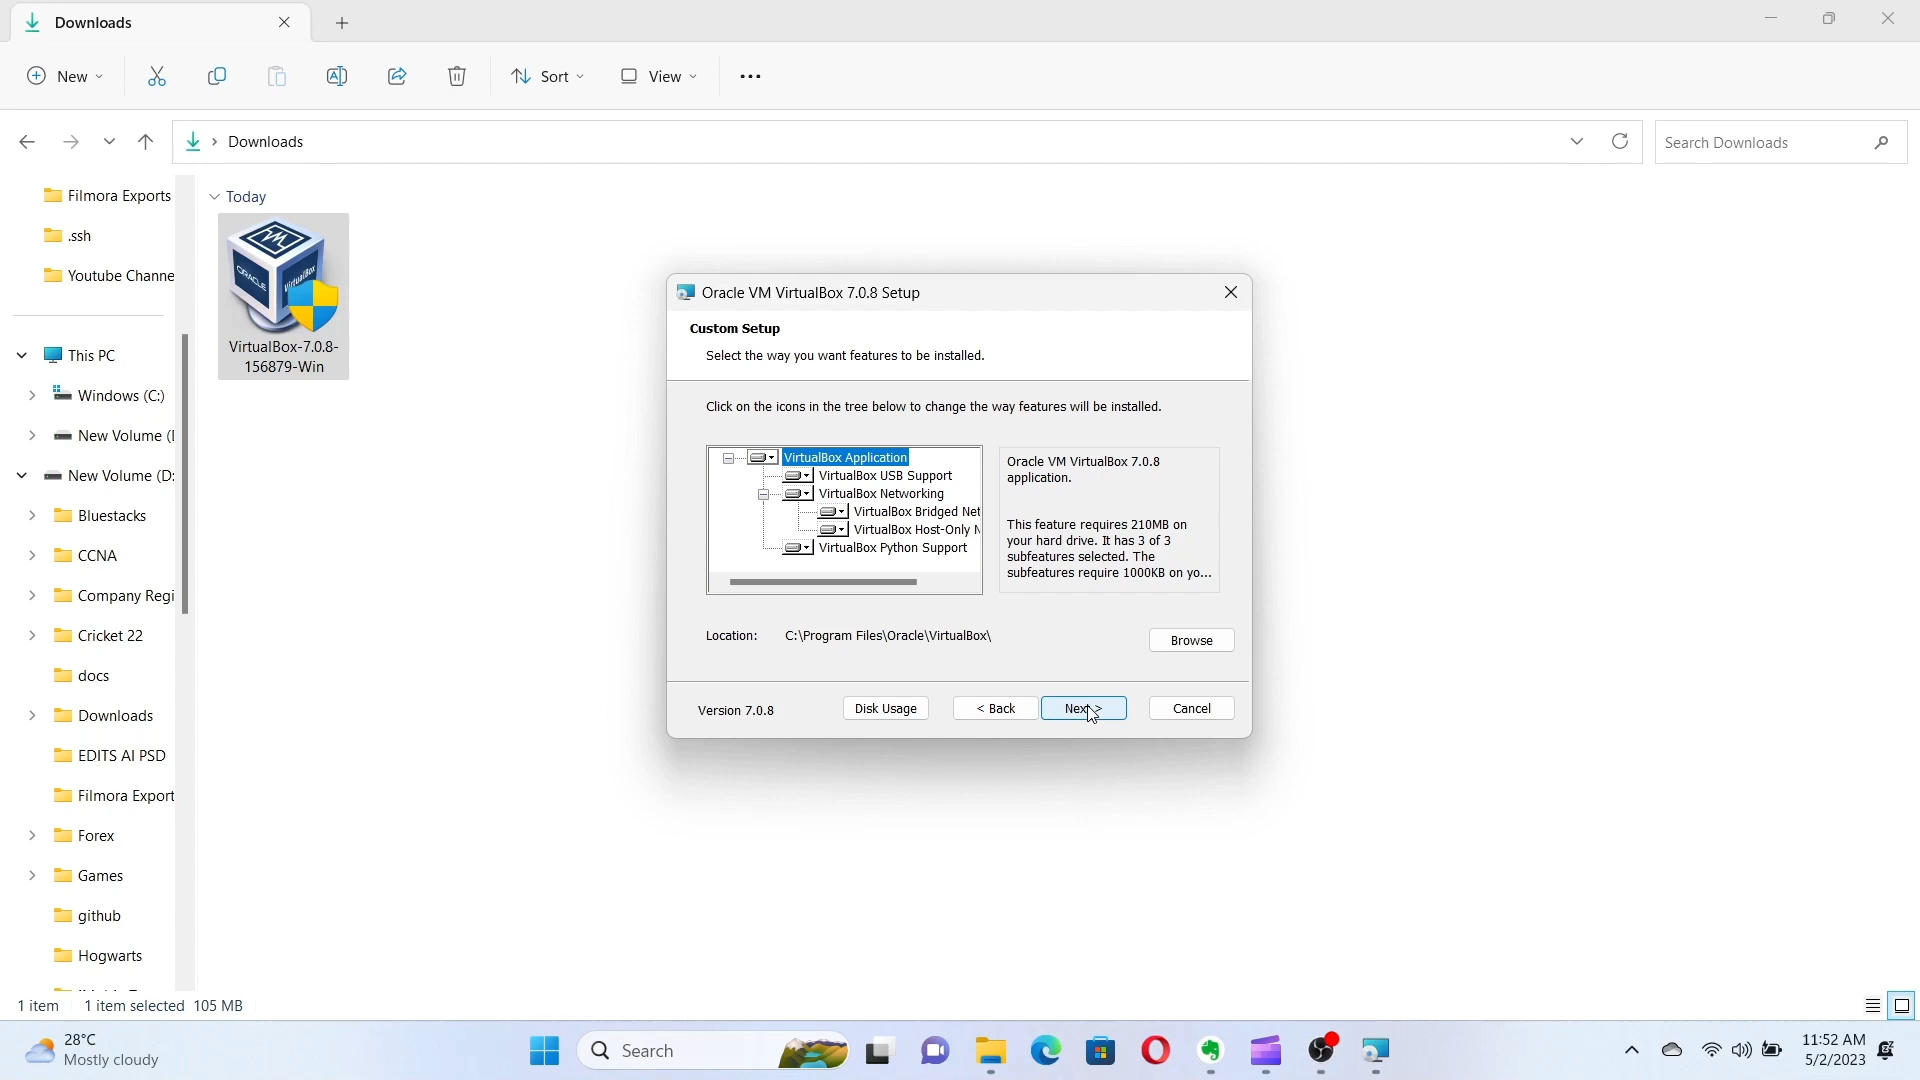 Downloads
New
Sort
View
Downloads
Search Downloads
Filmora Exports
.ssh
Youtube Channe
This PC
Windows (C:)
New Volume (
New Volume (D:
Bluestacks
CCNA
Company Regi
Cricket 22
docs
Downloads
EDITS AI PSD
Filmora Export
Forex
Games
github
Hogwarts
Today
ORACLE
VirtualBox
VirtualBox-7.0.8-
156879-Win
Oracle VM VirtualBox 7.0.8 Setup
Custom Setup
Select the way you want features to be installed.
Click on the icons in the tree below to change the way features will be installed.
VirtualBox Application
VirtualBox USB Support
VirtualBox Networking
VirtualBox Bridged Net
VirtualBox Host-Only N
VirtualBox Python Support
Oracle VM VirtualBox 7.0.8
application.
This feature requires 210MB on
your hard drive. It has 3 of 3
subfeatures selected. The
subfeatures require 1000KB on yo...
Location: C:\Program Files\Oracle\VirtualBox\
Browse
Version 7.0.8
Disk Usage
< Back
Next >
Cancel
1 item 1 item selected 105 MB
28°C
Mostly cloudy
Search
11:52 AM
5/2/2023